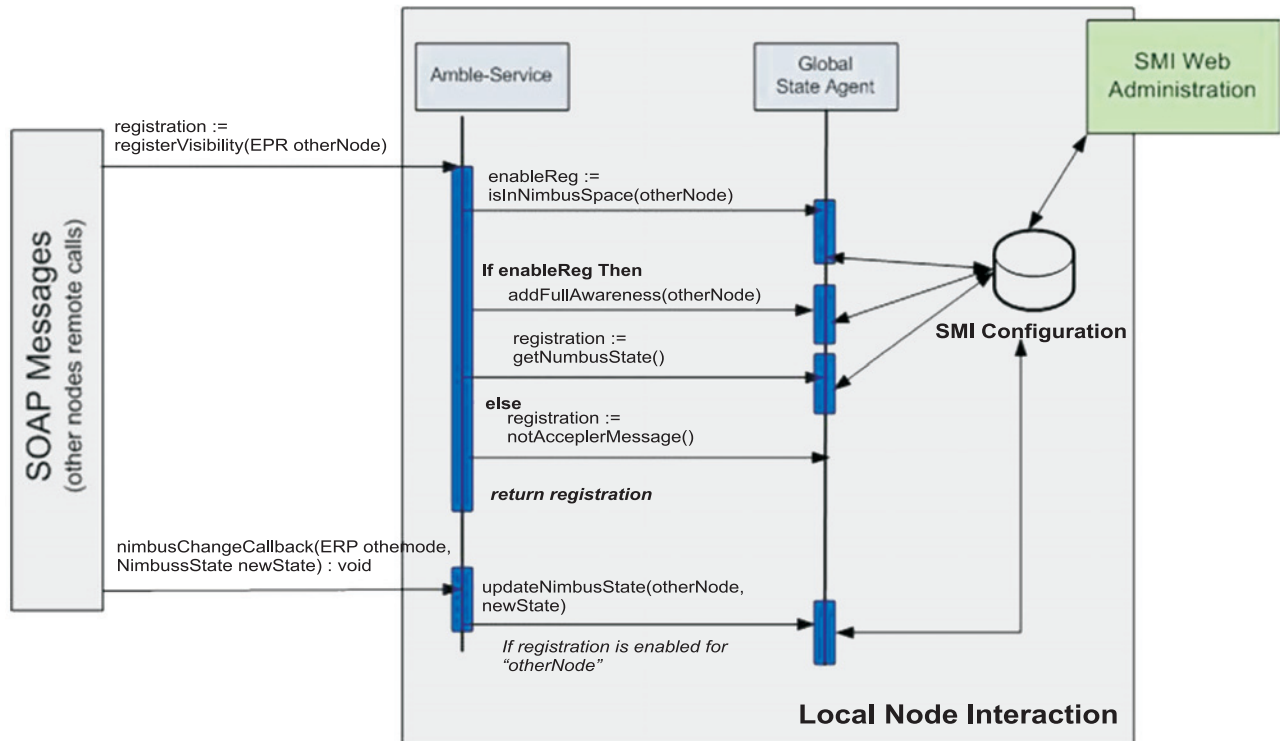 Amble-Service
Global
State Agent
SMI Web
Administration
SOAP Messages
(other nodes remote calls)
registration :=
registerVisibility(EPR otherNode)
enableReg :=
isInNimbusSpace(otherNode)
If enableReg Then
addFullAwareness(otherNode)
registration :=
getNumbusState()
else
registration :=
notAcceplerMessage()
return registration
SMI Configuration
nimbusChangeCallback(ERP othemode,
NimbussState newState) : void
updateNimbusState(otherNode,
newState)
If registration is enabled for
“otherNode”
Local Node Interaction